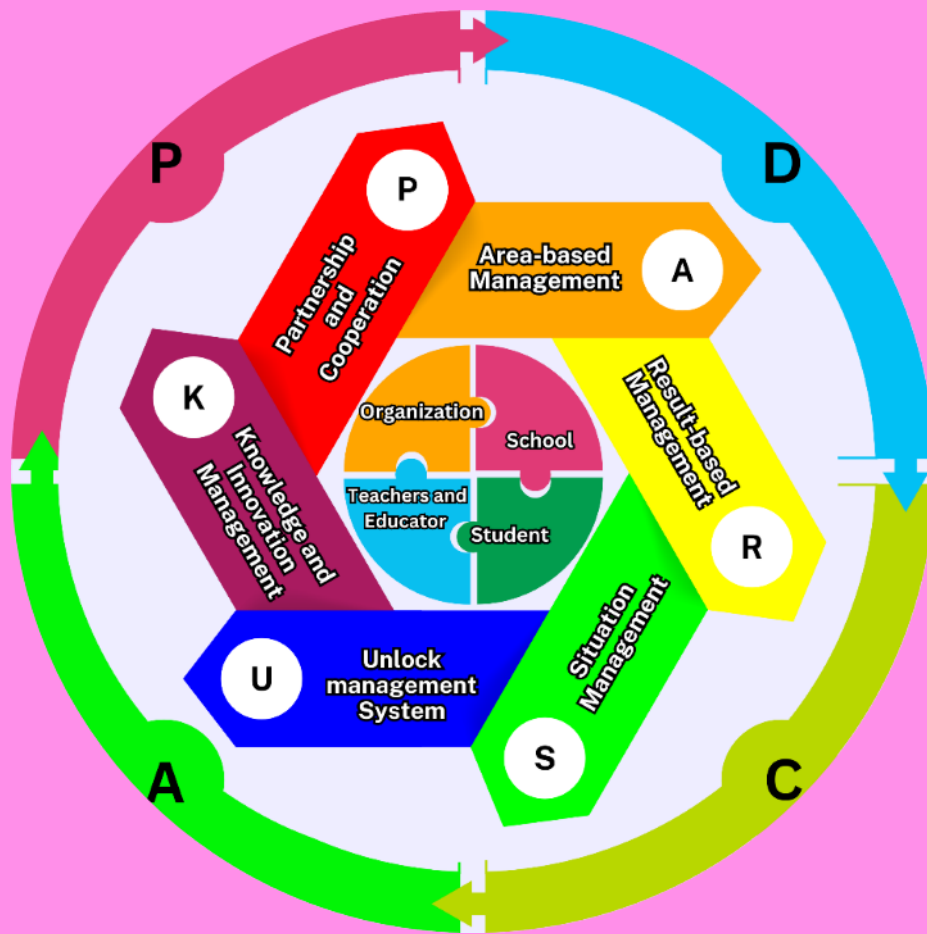 P
D
P
Partnership
and
Cooperation
Area-based
Management
A
K
Knowledge and
Innovation
Management
Organization
School
Teachers and
Educator
Student
Result-based
Management
R
U
Unlock
management
System
Situation
Management
S
A
C